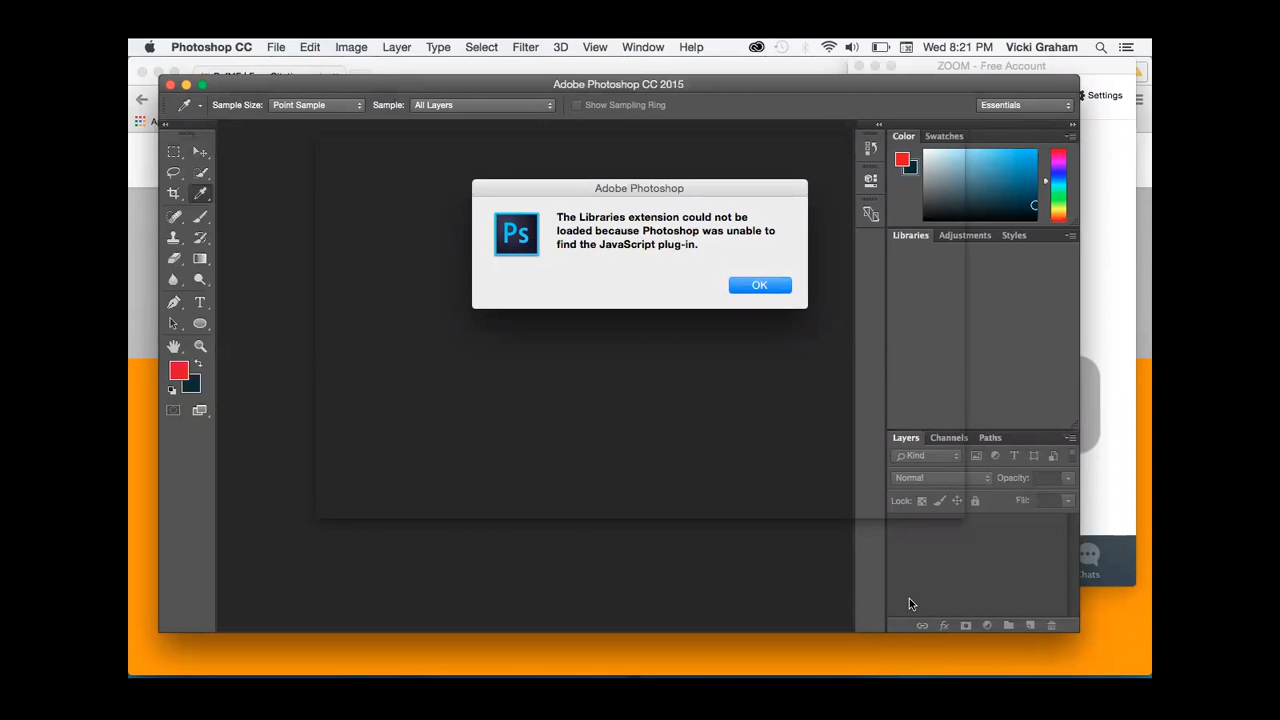 Photoshop CC File Edit Image Layer Type Select Filter 3D View Window Help Wed 8:21 PM Vicki Graham
ZOOM - Free Account
Adobe Photoshop CC 2015
Settings
Sample Size: Point Sample Sample: All Layers Show Sampling Ring Essentials
Color Swatches
Adobe Photoshop
Ps
The Libraries extension could not be
loaded because Photoshop was unable to
find the JavaScript plug-in.
OK
Libraries Adjustments Styles
Layers Channels Paths
Kind
Normal Opacity:
Lock: Fill:
fx
Chats